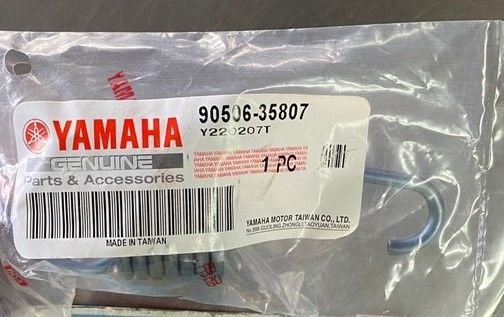 YAMAHA
GENUINE
Parts & Accessories
MADE IN TAIWAN
90506-35807
Y220207T
1 PC
YAMAHA MOTOR TAIWAN CO., LTD.